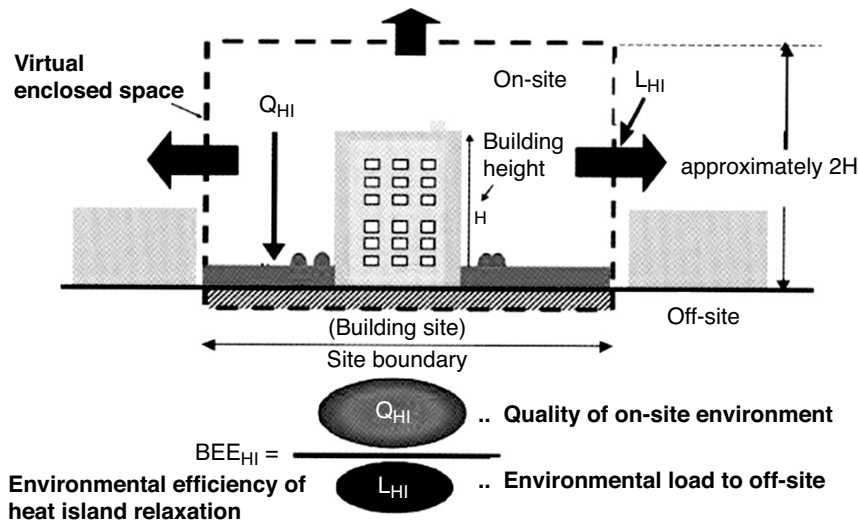 Virtual
enclosed space
On-site
Q_HI
L_HI
Building
height
H
approximately 2H
(Building site)
Off-site
Site boundary
Q_HI .. Quality of on-site environment
BEE_HI =
L_HI .. Environmental load to off-site
Environmental efficiency of
heat island relaxation